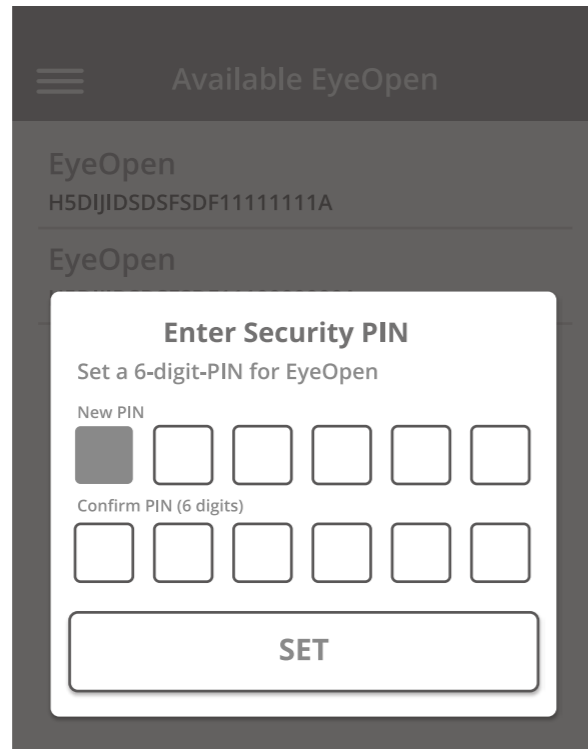 Available EyeOpen
EyeOpen
H5DIJIDSDSFSDF11111111A
EyeOpen
Enter Security PIN
Set a 6-digit-PIN for EyeOpen
New PIN
Confirm PIN (6 digits)
SET